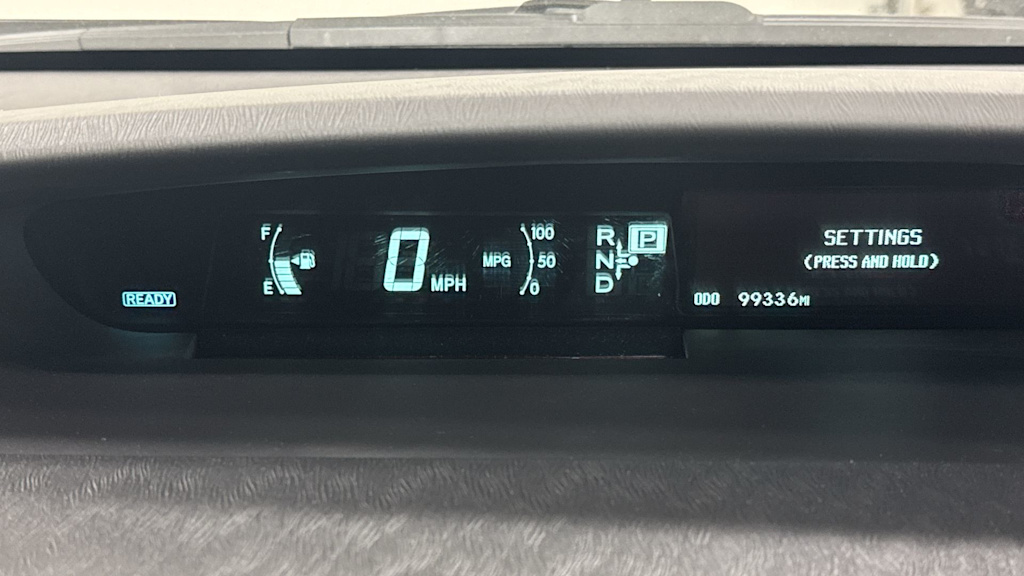 F
E
READY
0 MPH
MPG
100
50
0
R
N
D
P
SETTINGS
(PRESS AND HOLD)
ODO 99336MI